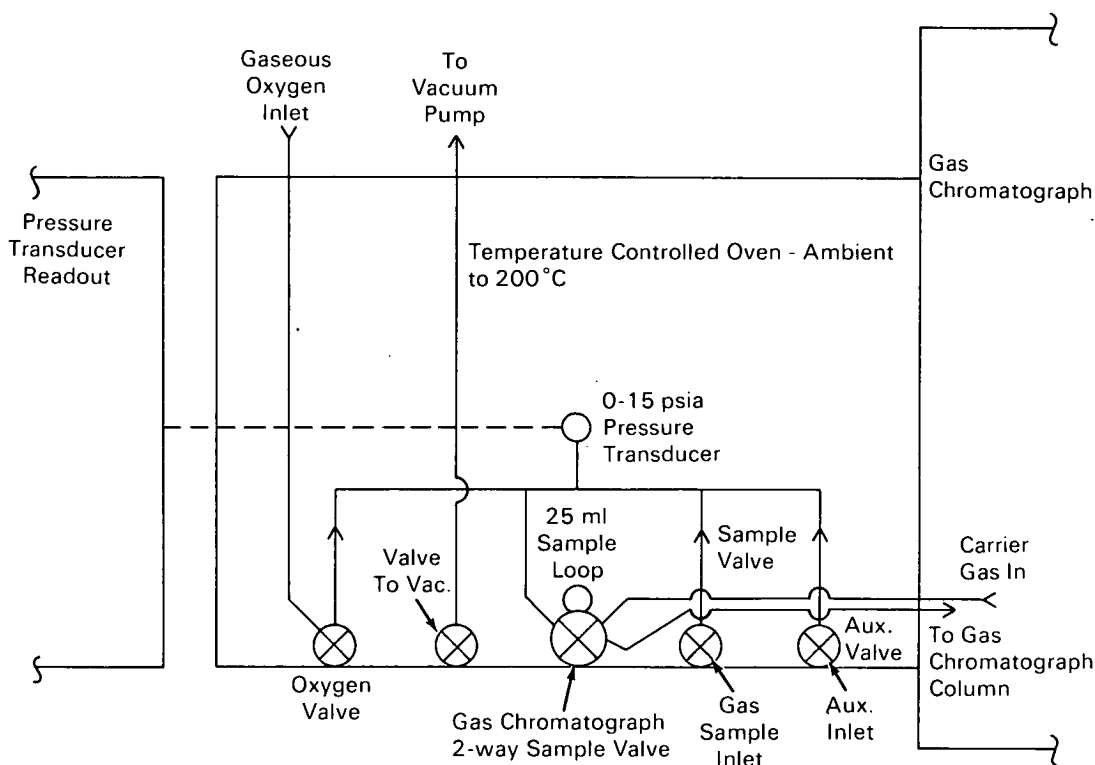 Gaseous
Oxygen
Inlet
To
Vacuum
Pump
Gas
Chromatograph
Pressure
Transducer
Readout
Temperature Controlled Oven - Ambient
to 200°C
0-15 psia
Pressure
Transducer
25 ml
Sample
Loop
Sample
Valve
Valve
To Vac.
Carrier
Gas In
Aux.
Valve
To Gas
Chromatograph
Column
Oxygen
Valve
Gas Chromatograph
2-way Sample Valve
Gas
Sample
Inlet
Aux.
Inlet